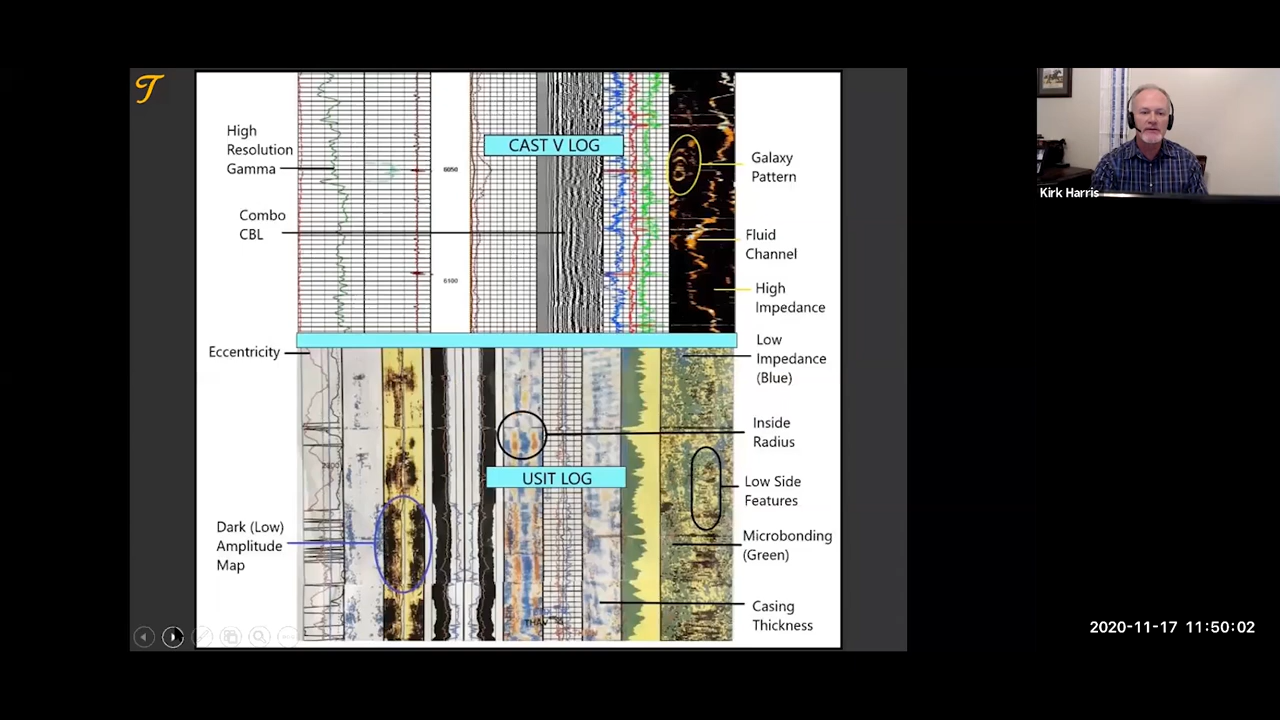 T
CAST V LOG
High
Resolution
Gamma
6050
Galaxy
Pattern
Combo
CBL
Fluid
Channel
6100
High
Impedance
Eccentricity
Low
Impedance
(Blue)
Inside
Radius
USIT LOG
Low Side
Features
Dark (Low)
Amplitude
Map
Microbonding
(Green)
Casing
Thickness
Kirk Harris
2020-11-17 11:50:02